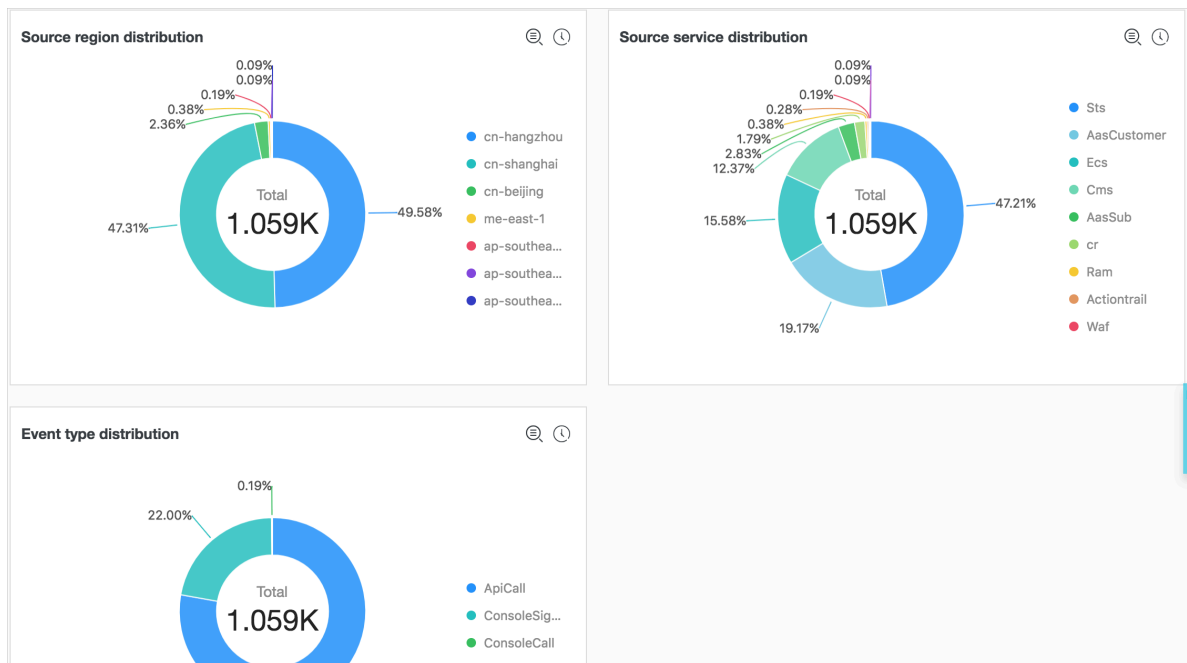 Source region distribution
0.09%
0.09%
0.19%
0.38%
2.36%
47.31%
49.58%
Total
1.059K
cn-hangzhou
cn-shanghai
cn-beijing
me-east-1
ap-southea...
ap-southea...
ap-southea...
Source service distribution
0.09%
0.09%
0.19%
0.28%
0.38%
1.79%
2.83%
12.37%
15.58%
19.17%
47.21%
Total
1.059K
Sts
AasCustomer
Ecs
Cms
AasSub
cr
Ram
Actiontrail
Waf
Event type distribution
0.19%
22.00%
Total
1.059K
ApiCall
ConsoleSig...
ConsoleCall